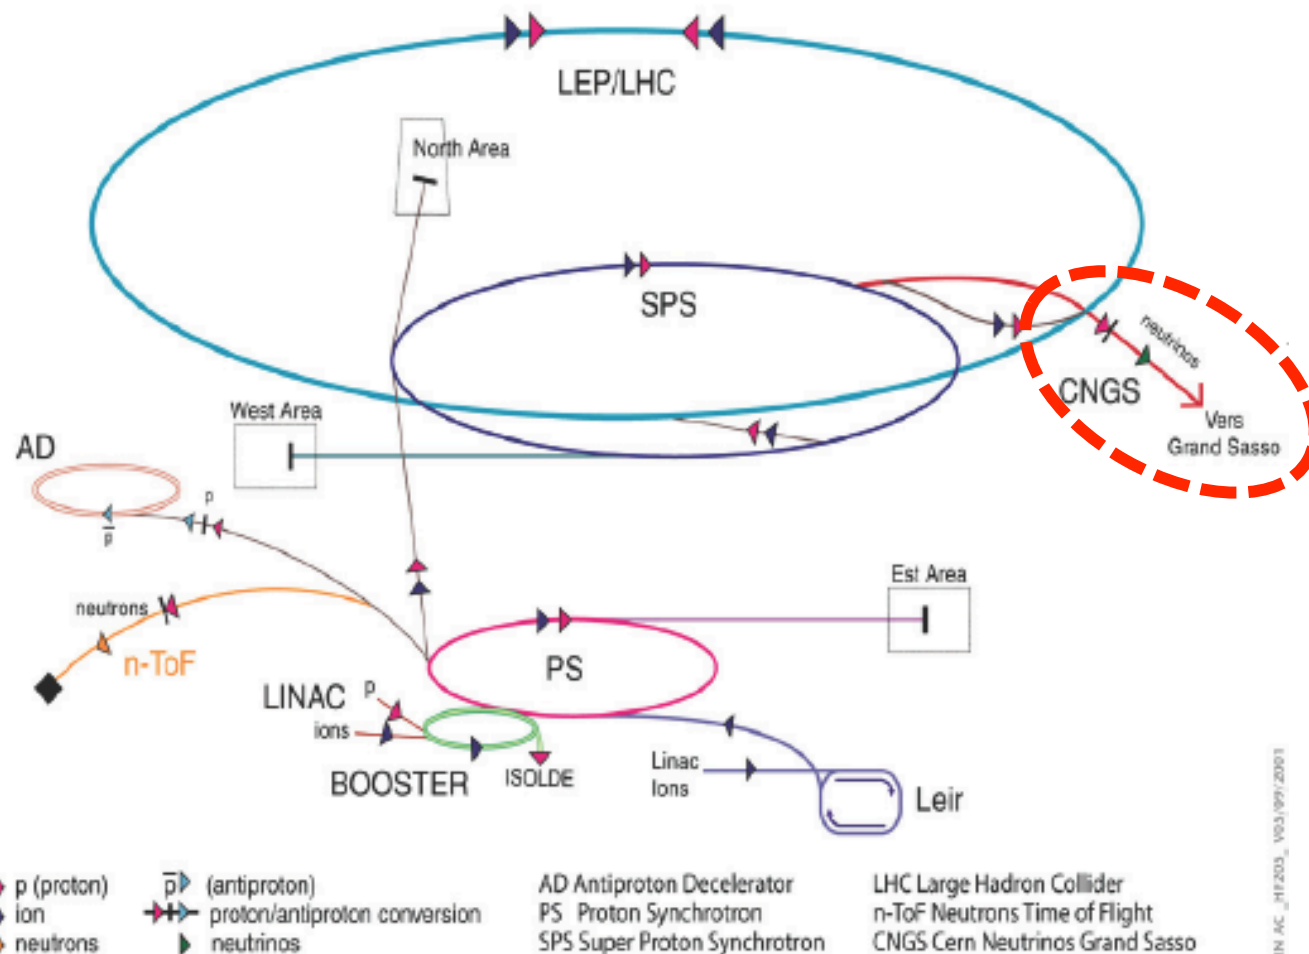 LEP/LHC
North Area
SPS
neutrinos
CNGS
Vers
Grand Sasso
West Area
AD
p
p̅
neutrons
n-ToF
Est Area
PS
LINAC
p
ions
BOOSTER
ISOLDE
Linac
Ions
Leir
p (proton)
ion
neutrons
p̅ (antiproton)
proton/antiproton conversion
neutrinos
AD Antiproton Decelerator
PS Proton Synchrotron
SPS Super Proton Synchrotron
LHC Large Hadron Collider
n-ToF Neutrons Time of Flight
CNGS Cern Neutrinos Grand Sasso